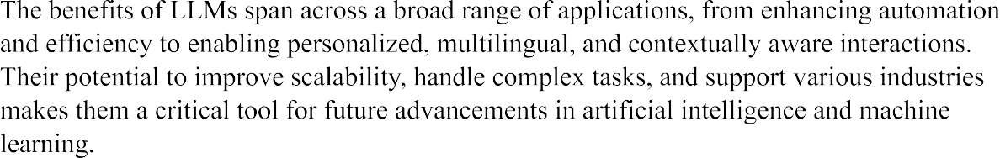 The benefits of LLMs span across a broad range of applications, from enhancing automation
and efficiency to enabling personalized, multilingual, and contextually aware interactions.
Their potential to improve scalability, handle complex tasks, and support various industries
makes them a critical tool for future advancements in artificial intelligence and machine
learning.